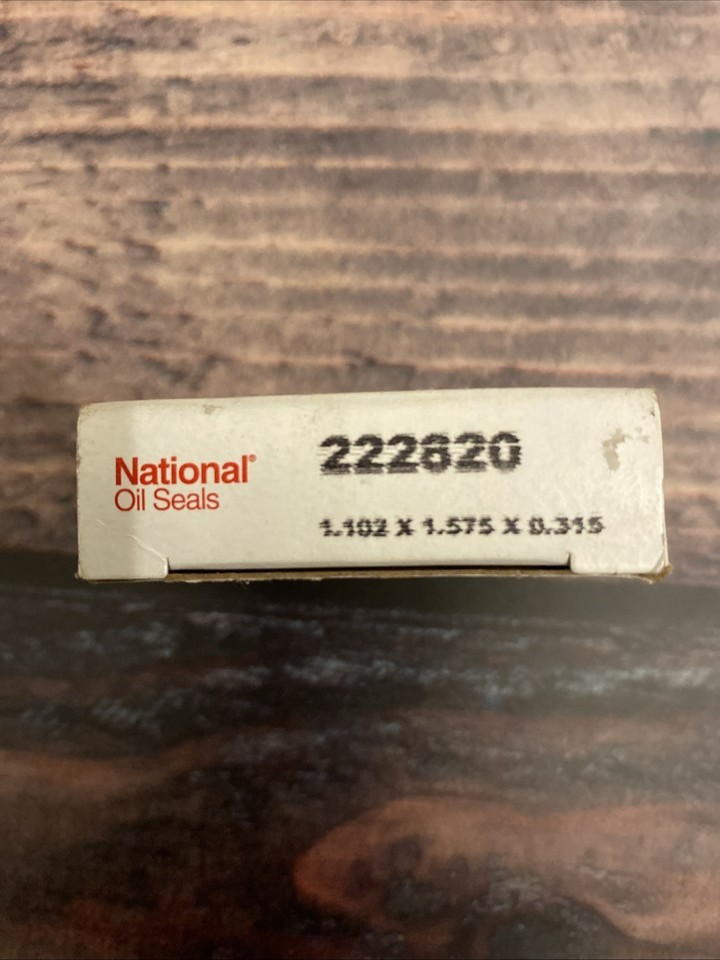 National®
Oil Seals
222820
1.102 X 1.575 X 0.315